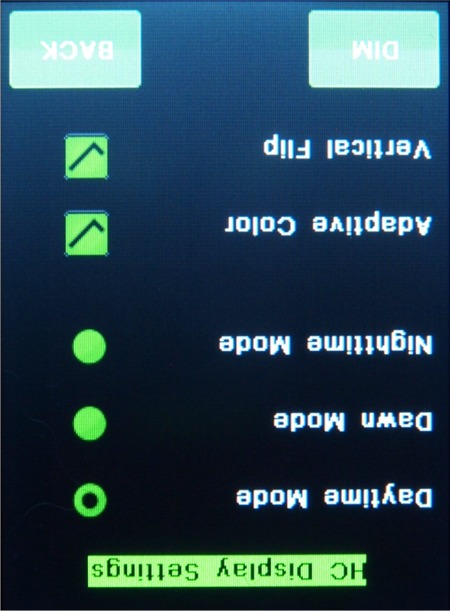 HC Display Settings
Daytime Mode
Dawn Mode
Nighttime Mode
Adaptive Color
Vertical Flip
DIM BACK